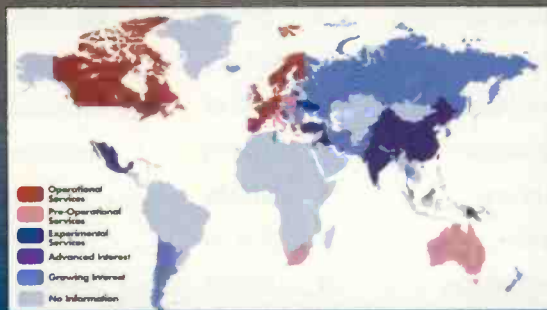 Operational
Services
Pre-Operational
Services
Experimental
Services
Advanced Interest
Growing Interest
No Information